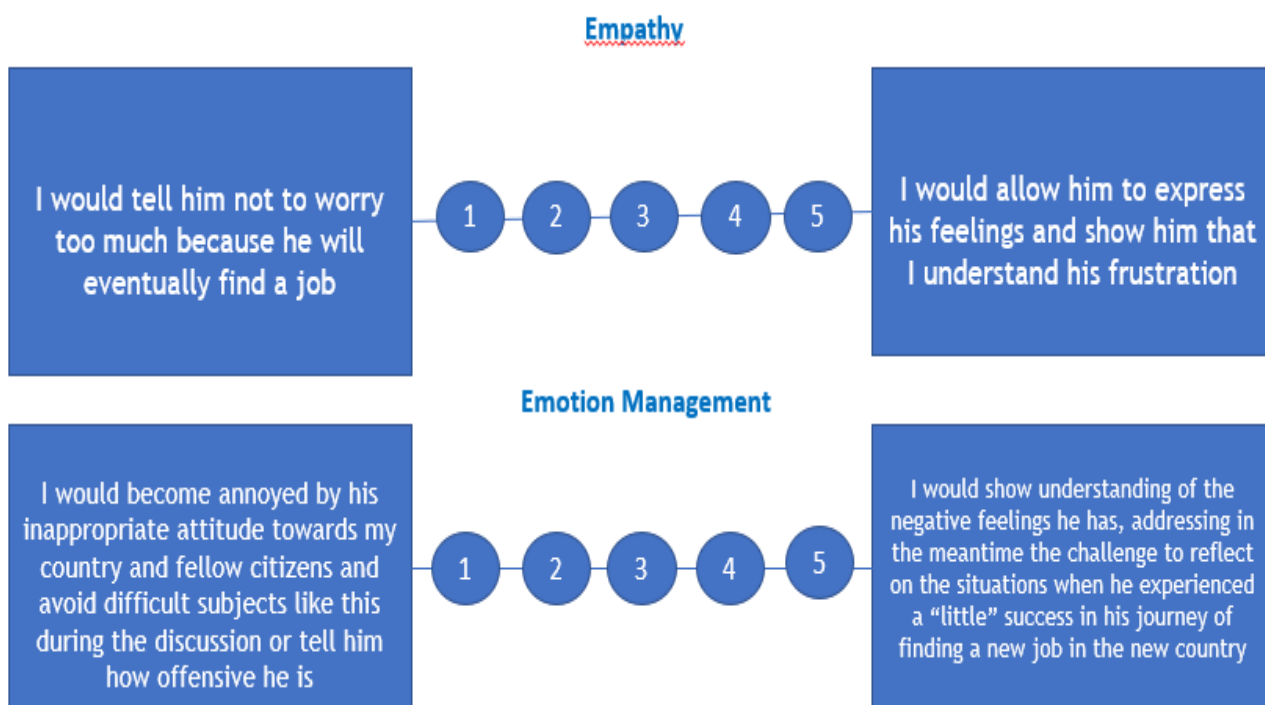 Empathy
I would tell him not to worry
too much because he will
eventually find a job
1 2 3 4 5
I would allow him to express
his feelings and show him that
I understand his frustration
Emotion Management
I would become annoyed by his
inappropriate attitude towards my
country and fellow citizens and
avoid difficult subjects like this
during the discussion or tell him
how offensive he is
1 2 3 4 5
I would show understanding of the
negative feelings he has, addressing in
the meantime the challenge to reflect
on the situations when he experienced
a “little” success in his journey of
finding a new job in the new country